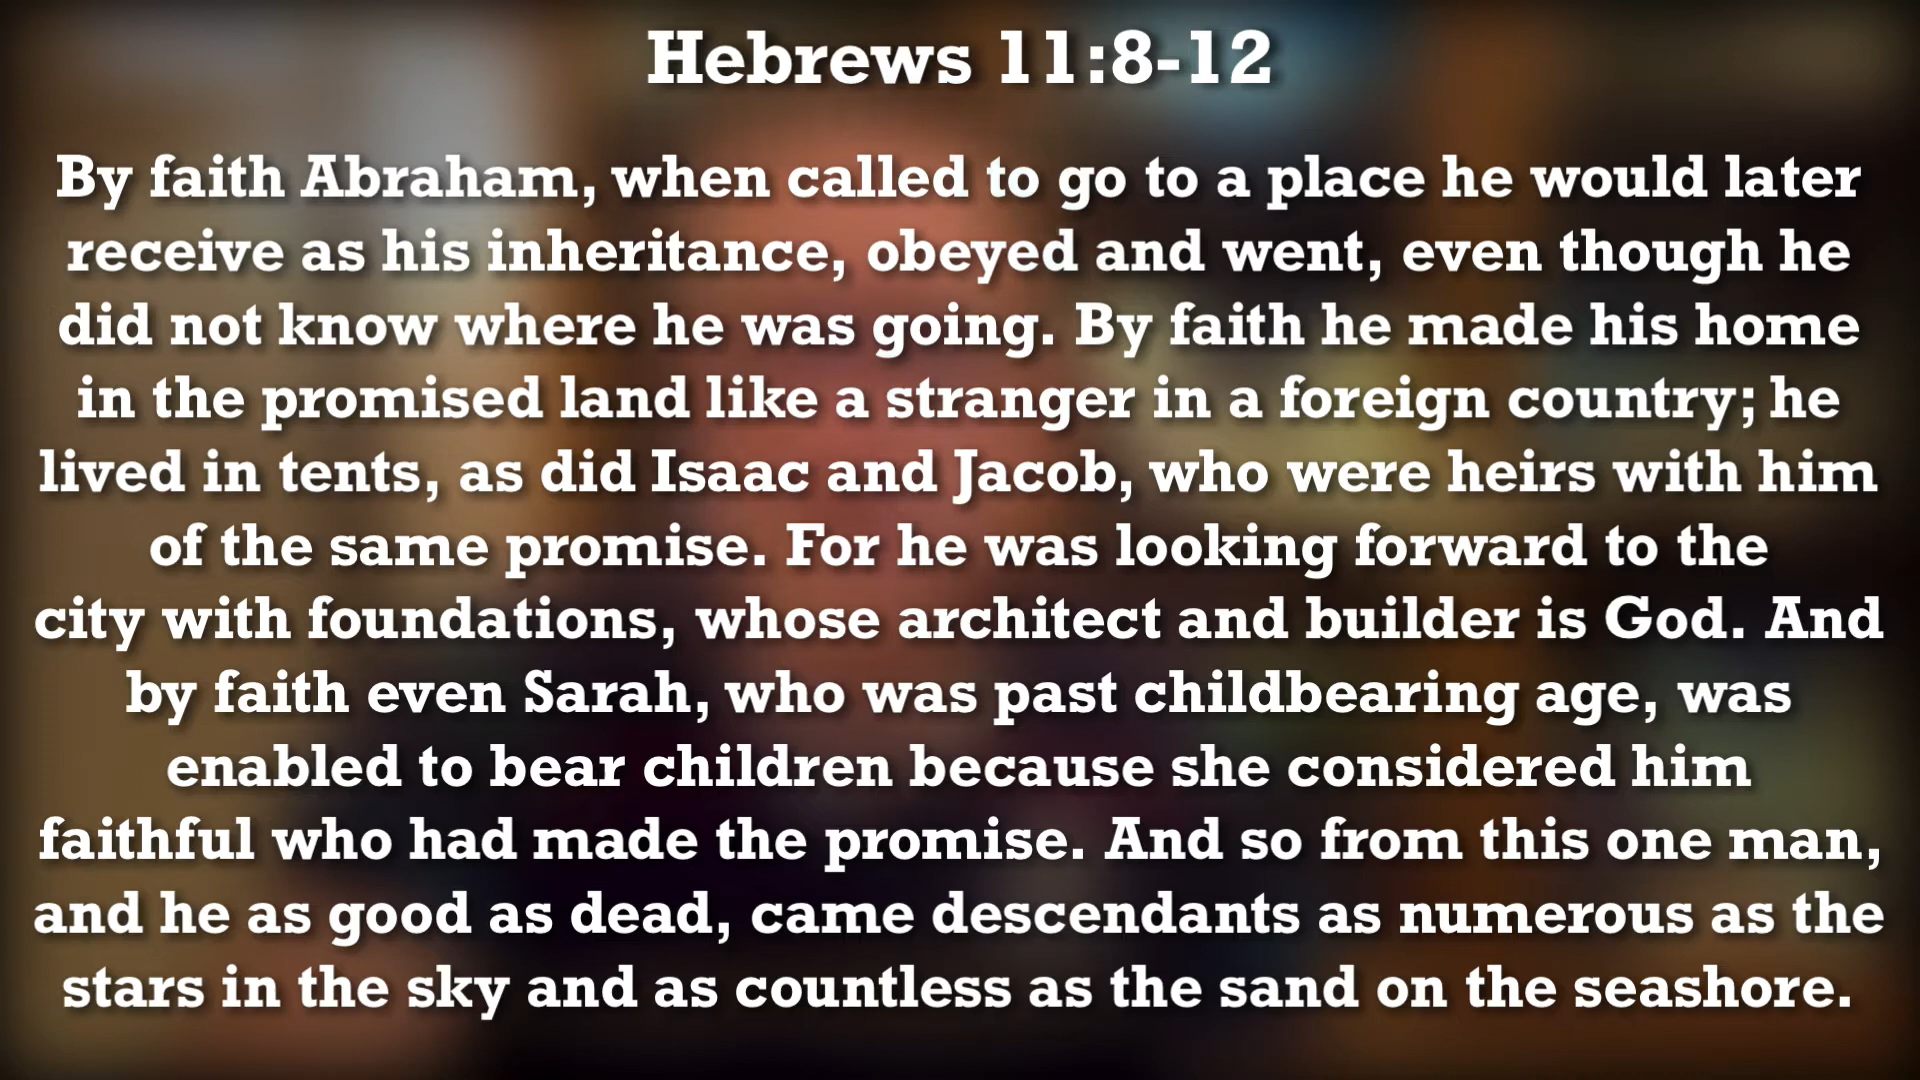 Hebrews 11:8-12
By faith Abraham, when called to go to a place he would later
receive as his inheritance, obeyed and went, even though he
did not know where he was going. By faith he made his home
in the promised land like a stranger in a foreign country; he
lived in tents, as did Isaac and Jacob, who were heirs with him
of the same promise. For he was looking forward to the
city with foundations, whose architect and builder is God. And
by faith even Sarah, who was past childbearing age, was
enabled to bear children because she considered him
faithful who had made the promise. And so from this one man,
and he as good as dead, came descendants as numerous as the
stars in the sky and as countless as the sand on the seashore.